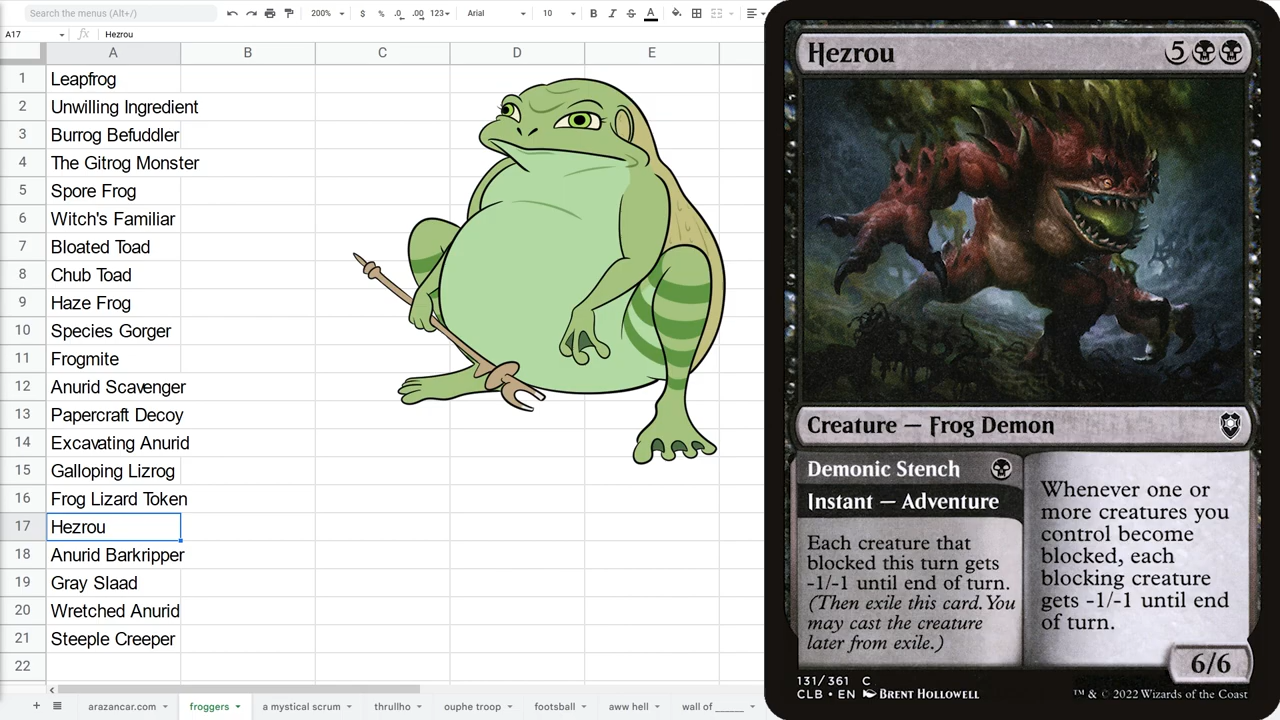 Search the menus (Alt+/)
200%
$
%
.0
.00
123
Arial
10
B
I
S
A
A17
fx
Hezrou
A
B
C
D
E
1 Leapfrog
2 Unwilling Ingredient
3 Burrog Befuddler
4 The Gitrog Monster
5 Spore Frog
6 Witch's Familiar
7 Bloated Toad
8 Chub Toad
9 Haze Frog
10 Species Gorger
11 Frogmite
12 Anurid Scavenger
13 Papercraft Decoy
14 Excavating Anurid
15 Galloping Lizrog
16 Frog Lizard Token
17 Hezrou
18 Anurid Barkripper
19 Gray Slaad
20 Wretched Anurid
21 Steeple Creeper
22
arzancar.com
froggers
a mystical scrum
thrullho
ouphe troop
football
aww hell
wall of ______
Hezrou
5
Creature — Frog Demon
Demonic Stench
Instant — Adventure
Each creature that
blocked this turn gets
-1/-1 until end of turn.
(Then exile this card. You
may cast the creature
later from exile.)
Whenever one or
more creatures you
control become
blocked, each
blocking creature
gets -1/-1 until end
of turn.
6/6
131/361 C
CLB • EN BRENT HOLLOWELL
™ & © 2022 Wizards of the Coast